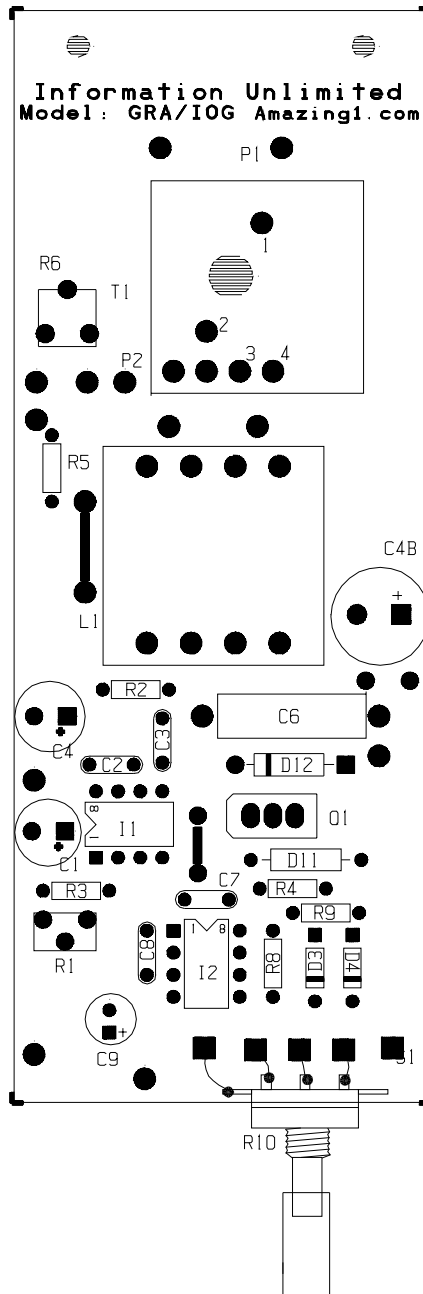 Information Unlimited
Model: GRA/IOG Amazing1.com
P1
1
R6
T1
2
P2
3 4
R5
C4B
+
L1
R2
C6
C4
+
C3
C2
D12
8
I1
1
Q1
C1
+
D11
C7
R3
R4
R9
1 8
C8
I2
R8
D3
D4
R1
C9
+
S1
R10